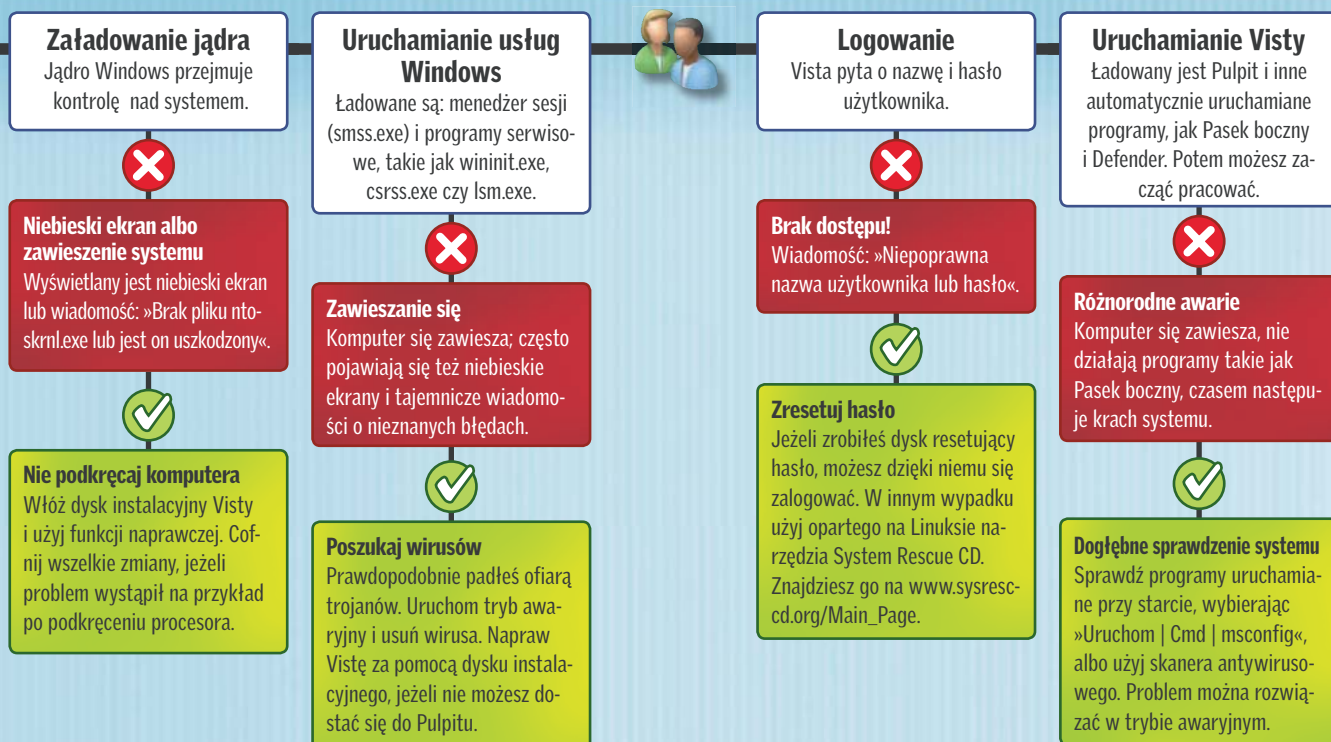 Załadowanie jądra
Jądro Windows przejmuje
kontrolę nad systemem.
Niebieski ekran albo
zawieszenie systemu
Wyświetlany jest niebieski ekran
lub wiadomość: »Brak pliku nto-
skrnl.exe lub jest on uszkodzony«.
Nie podkręcaj komputera
Włóż dysk instalacyjny Visty
i użyj funkcji naprawczej. Cof-
nij wszelkie zmiany, jeżeli
problem wystąpił na przykład
po podkręceniu procesora.
Uruchamianie usług
Windows
Ładowane są: menedżer sesji
(smss.exe) i programy serwiso-
we, takie jak wininit.exe,
csrss.exe czy lsm.exe.
Zawieszanie się
Komputer się zawiesza; często
pojawiają się też niebieskie
ekrany i tajemnicze wiadomo-
ści o nieznanych błędach.
Poszukaj wirusów
Prawdopodobnie padłeś ofiarą
trojanów. Uruchom tryb awa-
ryjny i usuń wirusa. Napraw
Vistę za pomocą dysku instala-
cyjnego, jeżeli nie możesz do-
stać się do Pulpitu.
Logowanie
Vista pyta o nazwę i hasło
użytkownika.
Brak dostępu!
Wiadomość: »Niepoprawna
nazwa użytkownika lub hasło«.
Zresetuj hasło
Jeżeli zrobiłeś dysk resetujący
hasło, możesz dzięki niemu się
zalogować. W innym wypadku
użyj opartego na Linuksie na-
rzędzia System Rescue CD.
Znajdziesz go na www.sysresc-
cd.org/Main_Page.
Uruchamianie Visty
Ładowany jest Pulpit i inne
automatycznie uruchamiane
programy, jak Pasek boczny
i Defender. Potem możesz za-
cząć pracować.
Różnorodne awarie
Komputer się zawiesza, nie
działają programy takie jak
Pasek boczny, czasem następu-
je krach systemu.
Dogłębne sprawdzenie systemu
Sprawdź programy uruchamia-
ne przy starcie, wybierając
»Uruchom | Cmd | msconfig«,
albo użyj skanera antywiruso-
wego. Problem można rozwią-
zać w trybie awaryjnym.